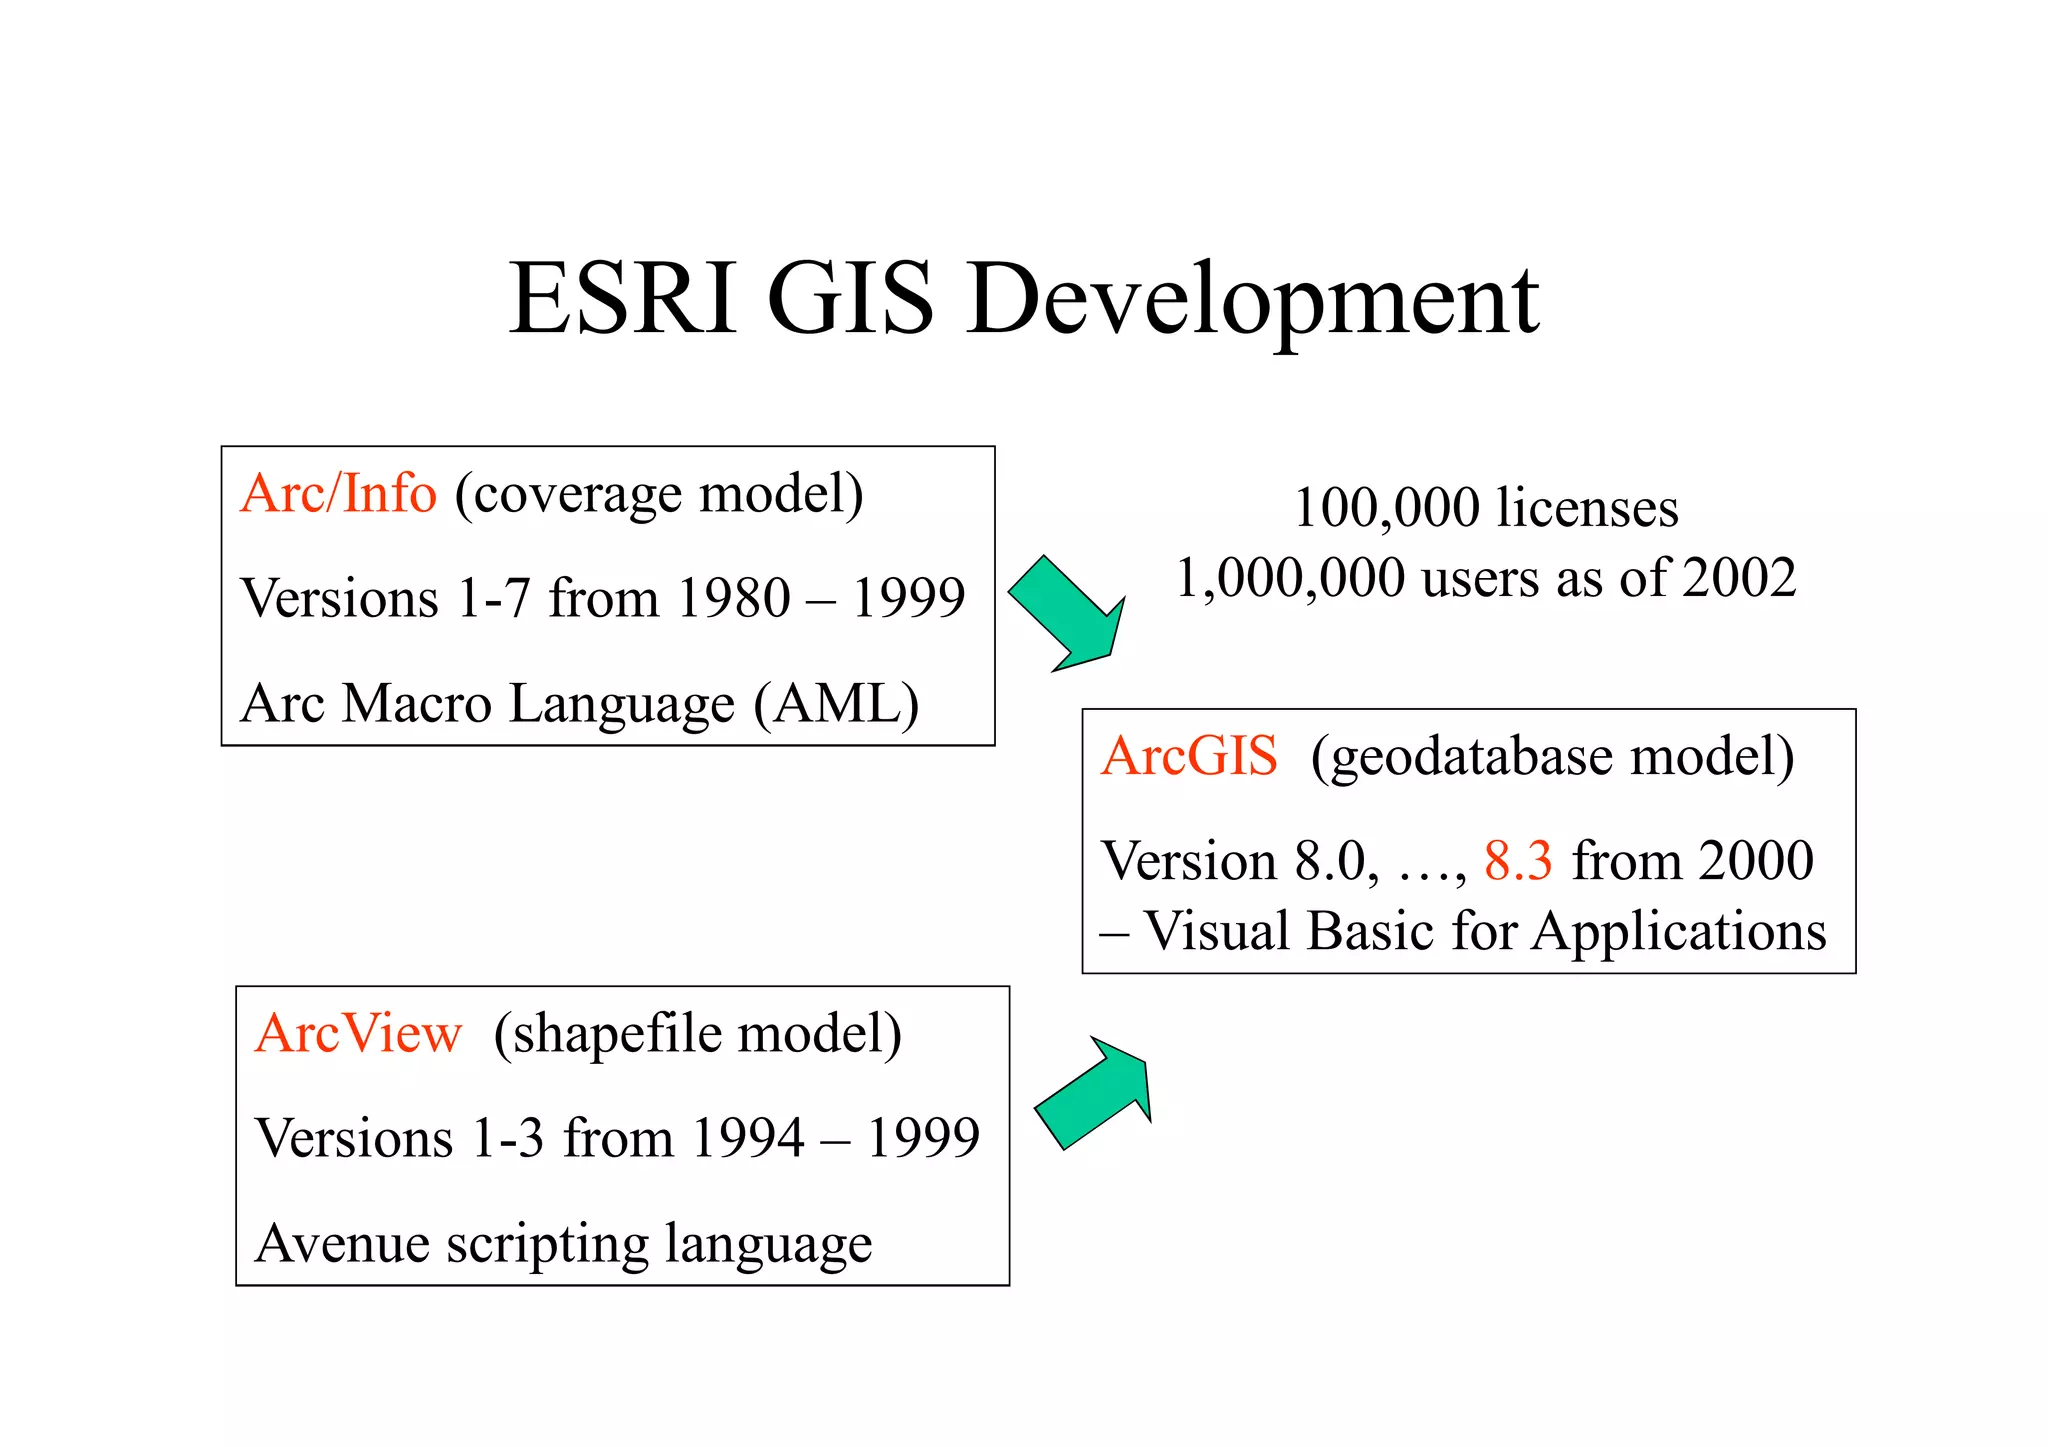 ESRI GIS Development
Arc/Info (coverage model)
Versions 1-7 from 1980 – 1999
Arc Macro Language (AML)
100,000 licenses
1,000,000 users as of 2002
ArcGIS (geodatabase model)
Version 8.0, …, 8.3 from 2000
– Visual Basic for Applications
ArcView (shapefile model)
Versions 1-3 from 1994 – 1999
Avenue scripting language